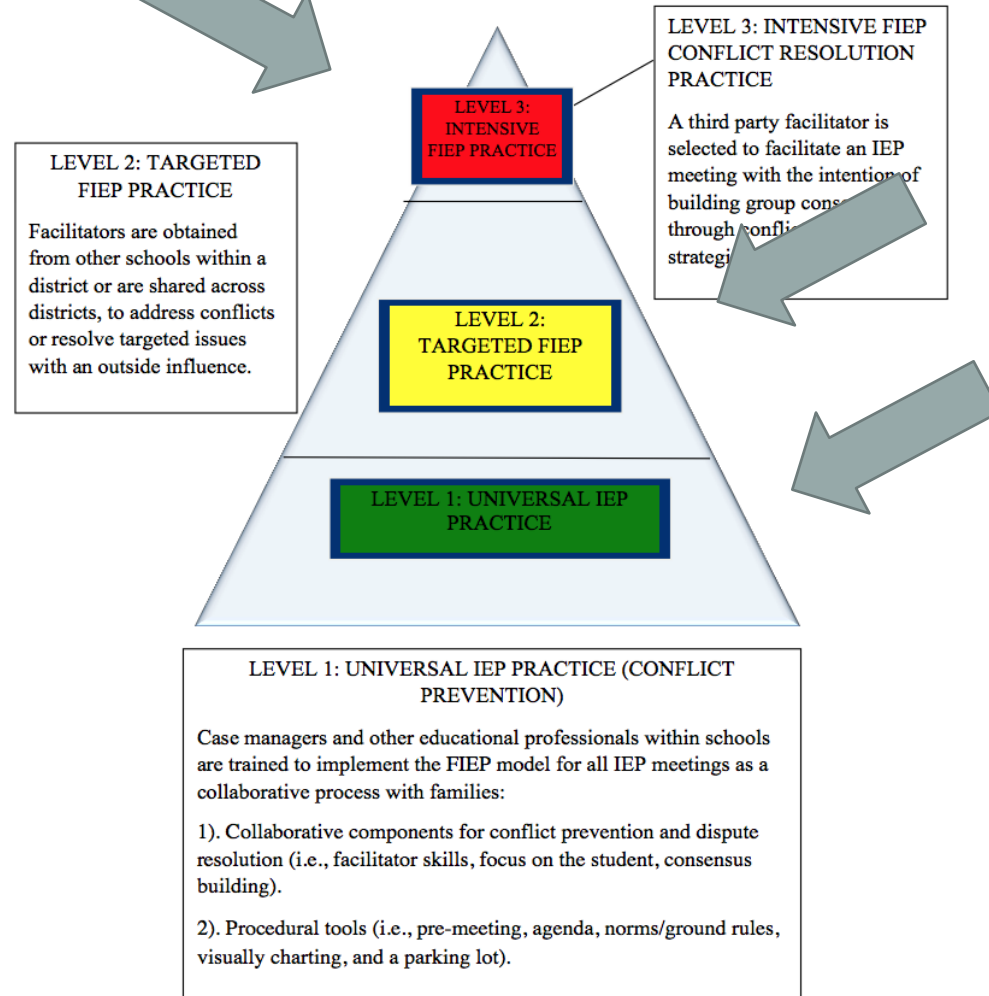 LEVEL 3: INTENSIVE FIEP
CONFLICT RESOLUTION
PRACTICE
A third party facilitator is
selected to facilitate an IEP
meeting with the intention of
building group
through
LEVEL 3:
INTENSIVE
FIEP PRACTICE
LEVEL 2: TARGETED
FIEP PRACTICE
Facilitators are obtained
from other schools within a
district or are shared across
districts, to address conflicts
or resolve targeted issues
with an outside influence.
LEVEL 2:
TARGETED FIEP
PRACTICE
LEVEL 1: UNIVERSAL IEP
PRACTICE
LEVEL 1: UNIVERSAL IEP PRACTICE (CONFLICT
PREVENTION)
Case managers and other educational professionals within schools
are trained to implement the FIEP model for all IEP meetings as a
collaborative process with families:
1). Collaborative components for conflict prevention and dispute
resolution (i.e., facilitator skills, focus on the student, consensus
building).
2). Procedural tools (i.e., pre-meeting, agenda, norms/ground rules,
visually charting, and a parking lot).